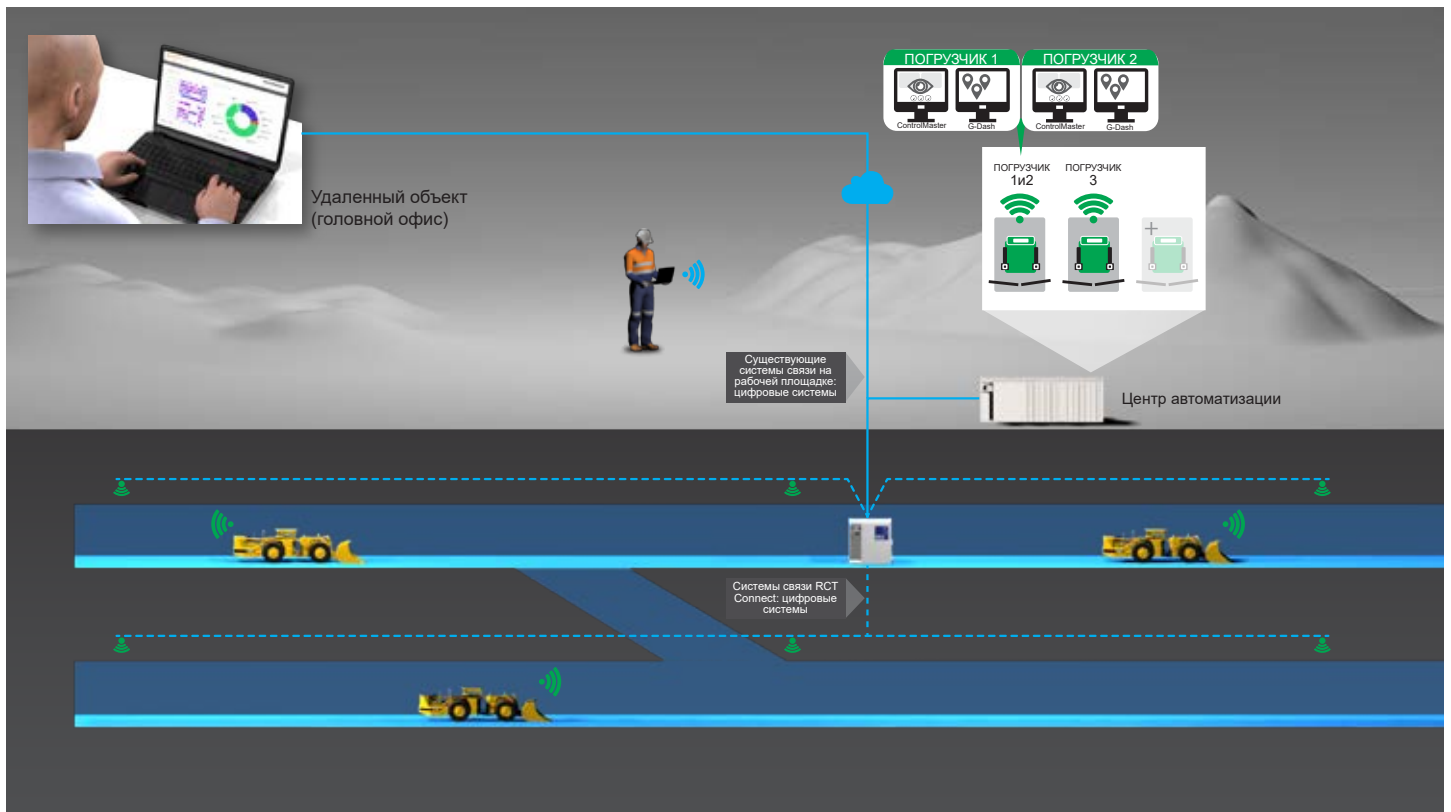 ПОГРУЗЧИК 1
ПОГРУЗЧИК 2
ControlMaster
G-Dash
ControlMaster
G-Dash
ПОГРУЗЧИК
1и2
ПОГРУЗЧИК
3
Удаленный объект
(головной офис)
Существующие
системы связи на
рабочей площадке:
цифровые системы
Центр автоматизации
Системы связи RCT
Connect: цифровые
системы